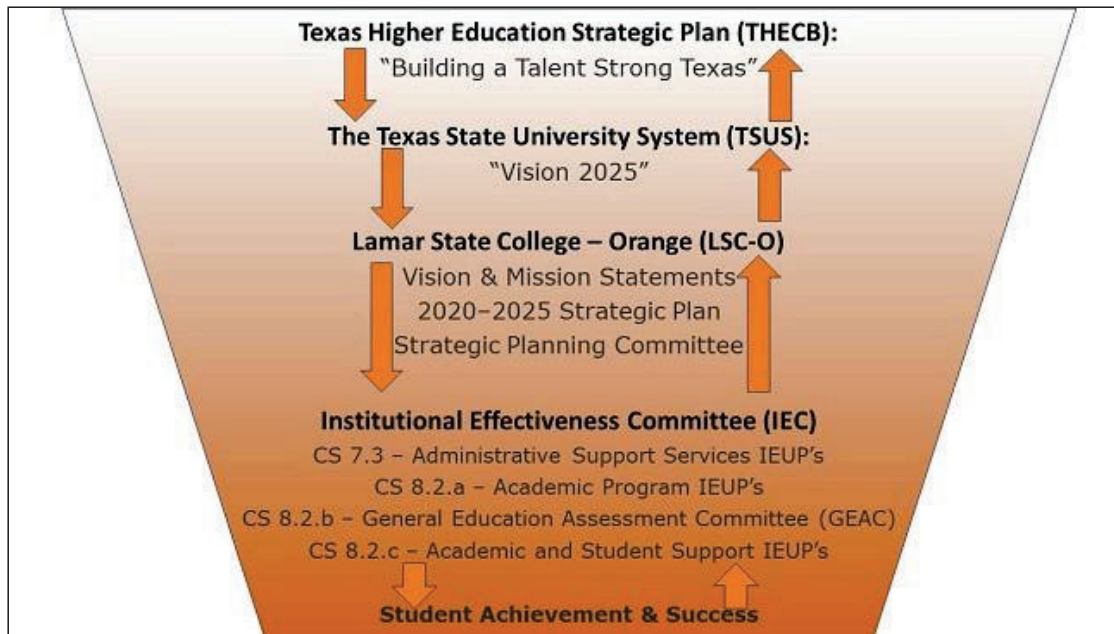 Texas Higher Education Strategic Plan (THECB):
“Building a Talent Strong Texas”
The Texas State University System (TSUS):
“Vision 2025”
Lamar State College – Orange (LSC-O)
Vision & Mission Statements
2020–2025 Strategic Plan
Strategic Planning Committee
Institutional Effectiveness Committee (IEC)
CS 7.3 – Administrative Support Services IEUP’s
CS 8.2.a – Academic Program IEUP’s
CS 8.2.b – General Education Assessment Committee (GEAC)
CS 8.2.c – Academic and Student Support IEUP’s
Student Achievement & Success